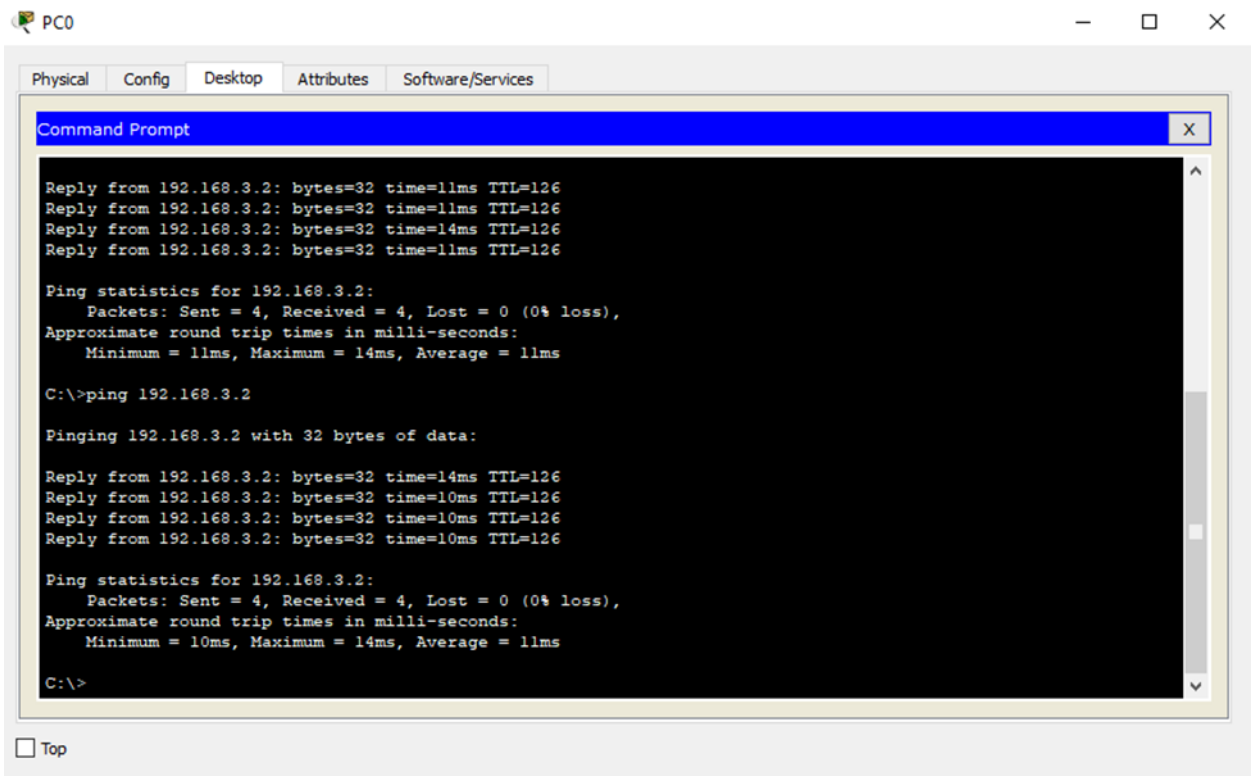 PC0
Physical Config Desktop Attributes Software/Services
Command Prompt X
Reply from 192.168.3.2: bytes=32 time=11ms TTL=126
Reply from 192.168.3.2: bytes=32 time=11ms TTL=126
Reply from 192.168.3.2: bytes=32 time=14ms TTL=126
Reply from 192.168.3.2: bytes=32 time=11ms TTL=126
Ping statistics for 192.168.3.2:
Packets: Sent = 4, Received = 4, Lost = 0 (0% loss),
Approximate round trip times in milli-seconds:
Minimum = 11ms, Maximum = 14ms, Average = 11ms
C:\>ping 192.168.3.2
Pinging 192.168.3.2 with 32 bytes of data:
Reply from 192.168.3.2: bytes=32 time=14ms TTL=126
Reply from 192.168.3.2: bytes=32 time=10ms TTL=126
Reply from 192.168.3.2: bytes=32 time=10ms TTL=126
Reply from 192.168.3.2: bytes=32 time=10ms TTL=126
Ping statistics for 192.168.3.2:
Packets: Sent = 4, Received = 4, Lost = 0 (0% loss),
Approximate round trip times in milli-seconds:
Minimum = 10ms, Maximum = 14ms, Average = 11ms
C:\>
Top